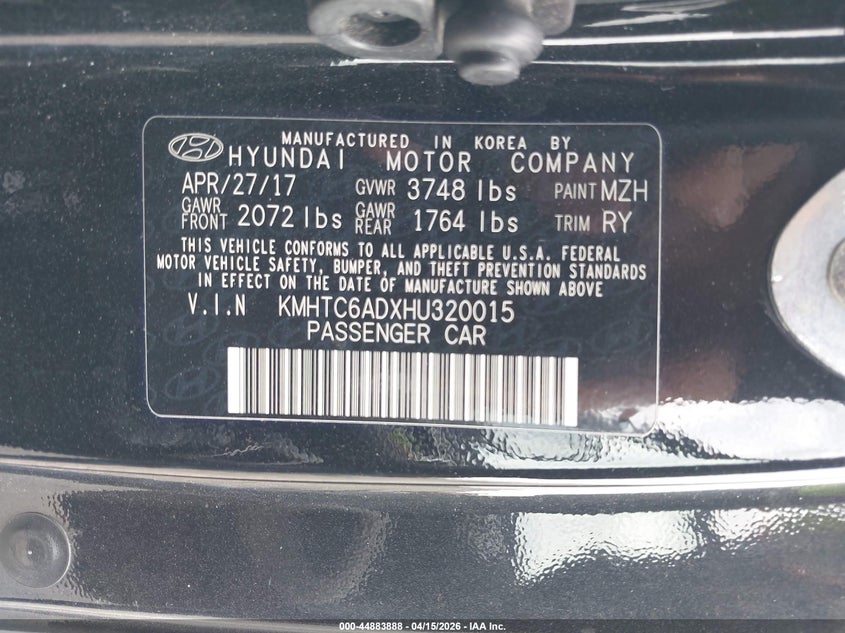 MANUFACTURED IN KOREA BY
HYUNDAI MOTOR COMPANY
APR/27/17 GVWR 3748 lbs PAINT MZH
GAWR FRONT 2072 lbs GAWR REAR 1764 lbs TRIM RY
THIS VEHICLE CONFORMS TO ALL APPLICABLE U.S.A. FEDERAL
MOTOR VEHICLE SAFETY, BUMPER, AND THEFT PREVENTION STANDARDS
IN EFFECT ON THE DATE OF MANUFACTURE SHOWN ABOVE
V.I.N KMHTC6ADXHU320015
PASSENGER CAR
000-44883888 - 04/15/2026 - IAA Inc.